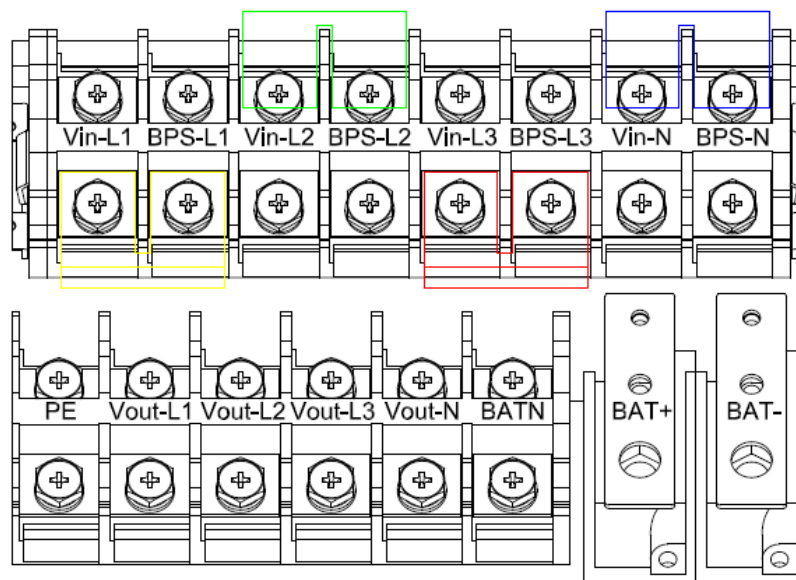 Vin-L1 BPS-L1 Vin-L2 BPS-L2 Vin-L3 BPS-L3 Vin-N BPS-N
PE Vout-L1 Vout-L2 Vout-L3 Vout-N BATN BAT+ BAT-